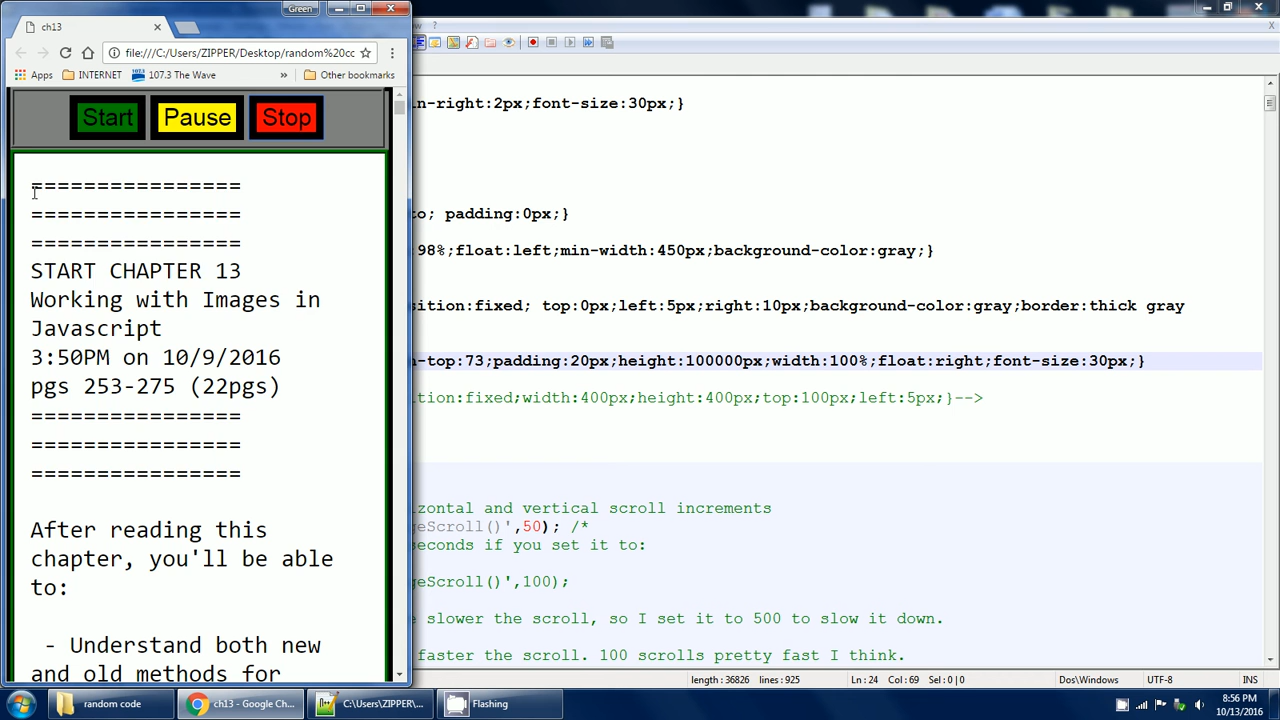 Green
ch13
w ?
file:///C:/Users/ZIPPER/Desktop/random%20cc
Apps INTERNET 107.3 The Wave » Other bookmarks
Start Pause Stop
================
================
================
START CHAPTER 13
Working with Images in
Javascript
3:50PM on 10/9/2016
pgs 253-275 (22pgs)
================
================
================
After reading this
chapter, you'll be able
to:
- Understand both new
and old methods for
in-right:2px;font-size:30px;}
to; padding:0px;}
98%;float:left;min-width:450px;background-color:gray;}
sition:fixed; top:0px;left:5px;right:10px;background-color:gray;border:thick gray
n-top:73;padding:20px;height:100000px;width:100%;float:right;font-size:30px;}
ition:fixed;width:400px;height:400px;top:100px;left:5px;}-->
izontal and vertical scroll increments
geScroll()',50); /*
seconds if you set it to:
geScroll()',100);
e slower the scroll, so I set it to 500 to slow it down.
faster the scroll. 100 scrolls pretty fast I think.
length : 36826 lines : 925 Ln : 34 Col : 69 Sel : 0 | 0 Dos\Windows UTF-8 INS
random code ch13 - Google Ch... C:\Users\ZIPPER\... Flashing
8:56 PM
10/13/2016